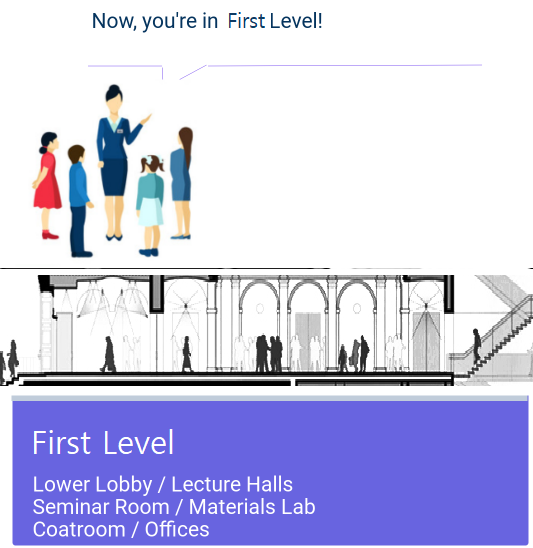 Now, you're in First Level!
First Level
Lower Lobby / Lecture Halls
Seminar Room / Materials Lab
Coatroom / Offices